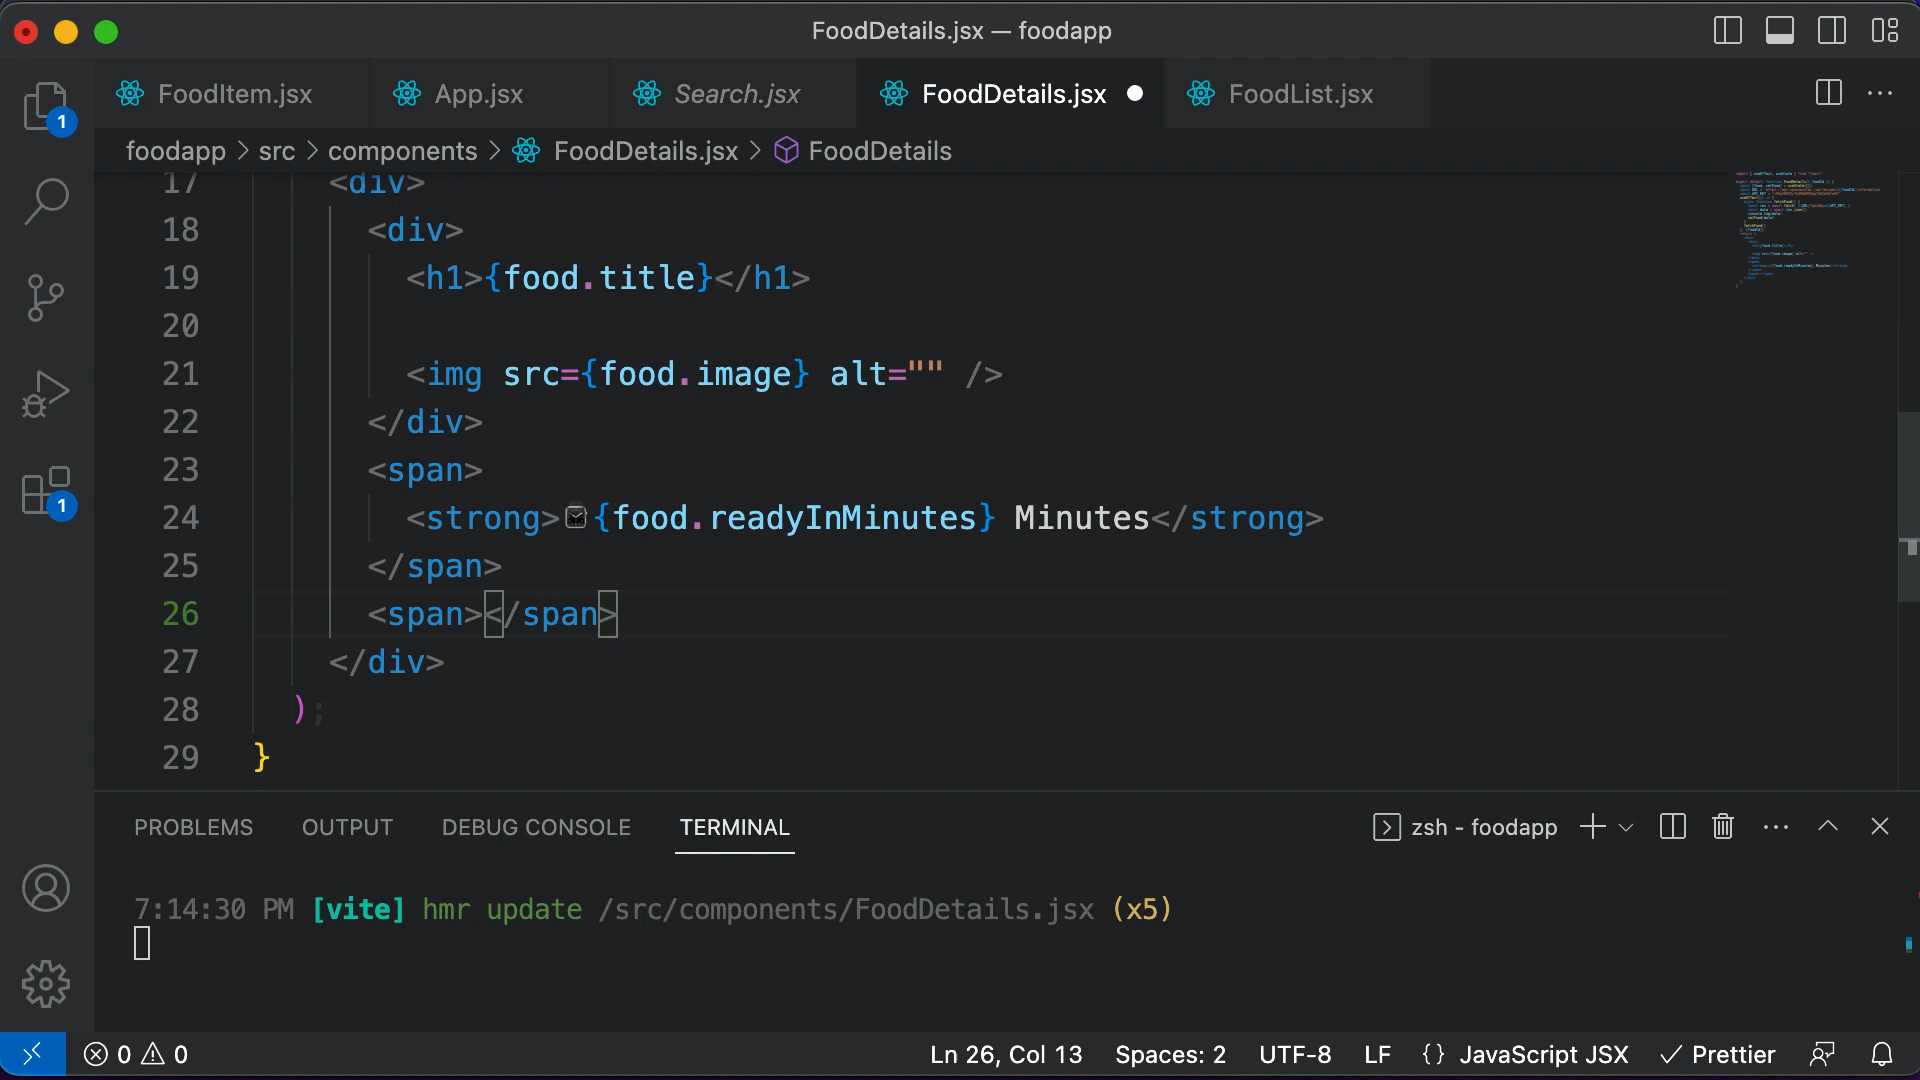 FoodDetails.jsx — foodapp
FoodItem.jsx
App.jsx
Search.jsx
FoodDetails.jsx
FoodList.jsx
foodapp > src > components > FoodDetails.jsx > FoodDetails
17 <div>
18 <div>
19 <h1>{food.title}</h1>
20
21 <img src={food.image} alt="" />
22 </div>
23 <span>
24 <strong>⏰{food.readyInMinutes} Minutes</strong>
25 </span>
26 <span></span>
27 </div>
28 );
29 }
1
1
PROBLEMS OUTPUT DEBUG CONSOLE TERMINAL
zsh - foodapp
7:14:30 PM [vite] hmr update /src/components/FoodDetails.jsx (x5)
0 0
Ln 26, Col 13 Spaces: 2 UTF-8 LF {} JavaScript JSX ✓ Prettier